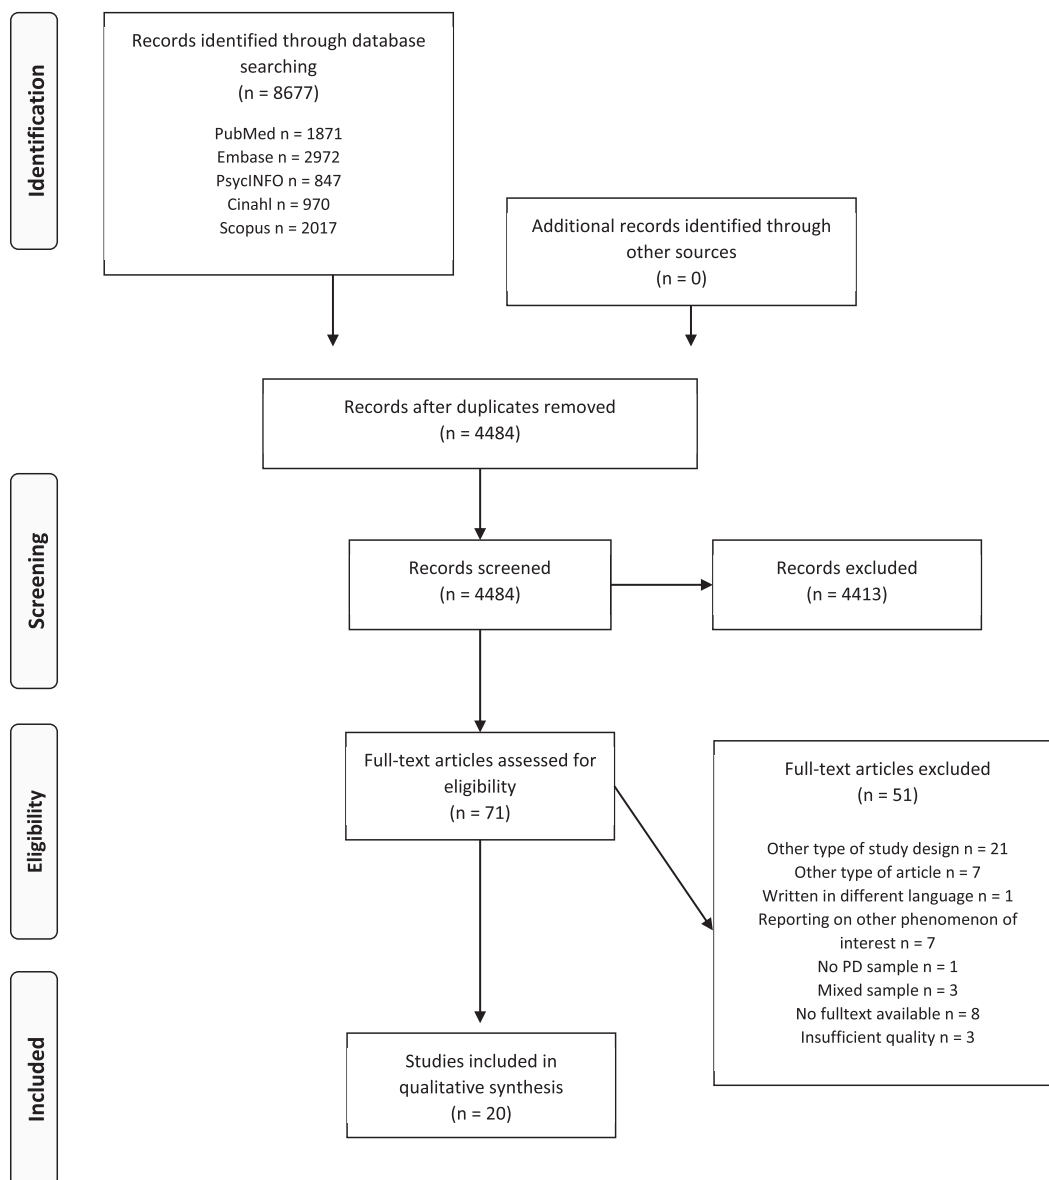 Identification
Records identified through database
searching
(n = 8677)
PubMed n = 1871
Embase n = 2972
PsycINFO n = 847
Cinahl n = 970
Scopus n = 2017
Additional records identified through
other sources
(n = 0)
Records after duplicates removed
(n = 4484)
Screening
Records screened
(n = 4484)
Records excluded
(n = 4413)
Eligibility
Full-text articles assessed for
eligibility
(n = 71)
Full-text articles excluded
(n = 51)
Other type of study design n = 21
Other type of article n = 7
Written in different language n = 1
Reporting on other phenomenon of
interest n = 7
No PD sample n = 1
Mixed sample n = 3
No fulltext available n = 8
Insufficient quality n = 3
Included
Studies included in
qualitative synthesis
(n = 20)